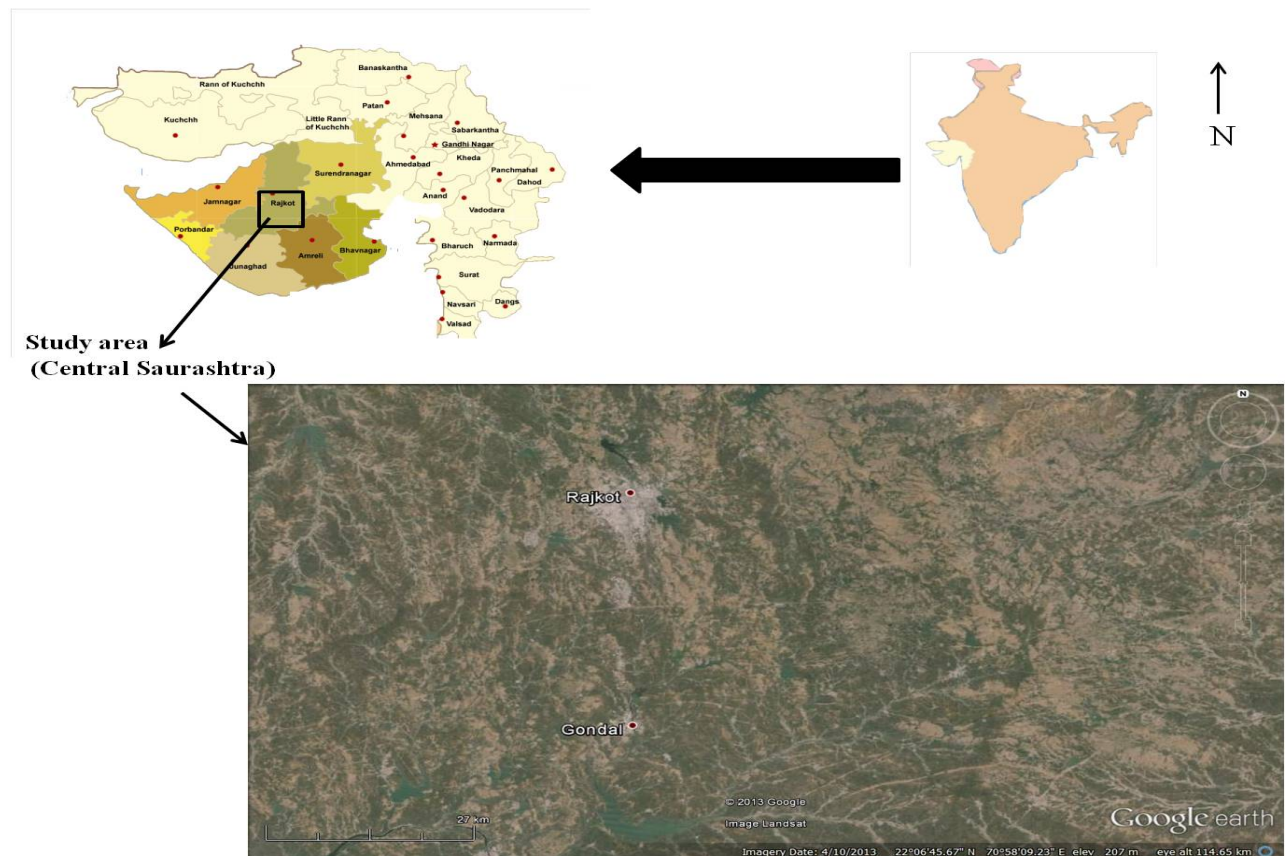 Banaskantha
Rann of Kuchchh
Patan
Kuchchh
Little Rann
of Kuchchh
Mehsana
Sabarkantha
Gandhi Nagar
Ahmedabad
Kheda
Surendranagar
Panchmahal
Dahod
Anand
Jamnagar
Rajkot
Vadodara
Porbandar
Junaghad
Amreli
Bhavnagar
Bharuch
Narmada
Surat
Navsari
Dangs
Valsad
N
Study area
(Central Saurashtra)
N
Rajkot
Gondal
© 2013 Google
Image Landsat
27 km
Google earth
Imagery Date: 4/10/2013 22°06'45.67" N 70°58'09.23" E elev 207 m eye alt 114.65 km